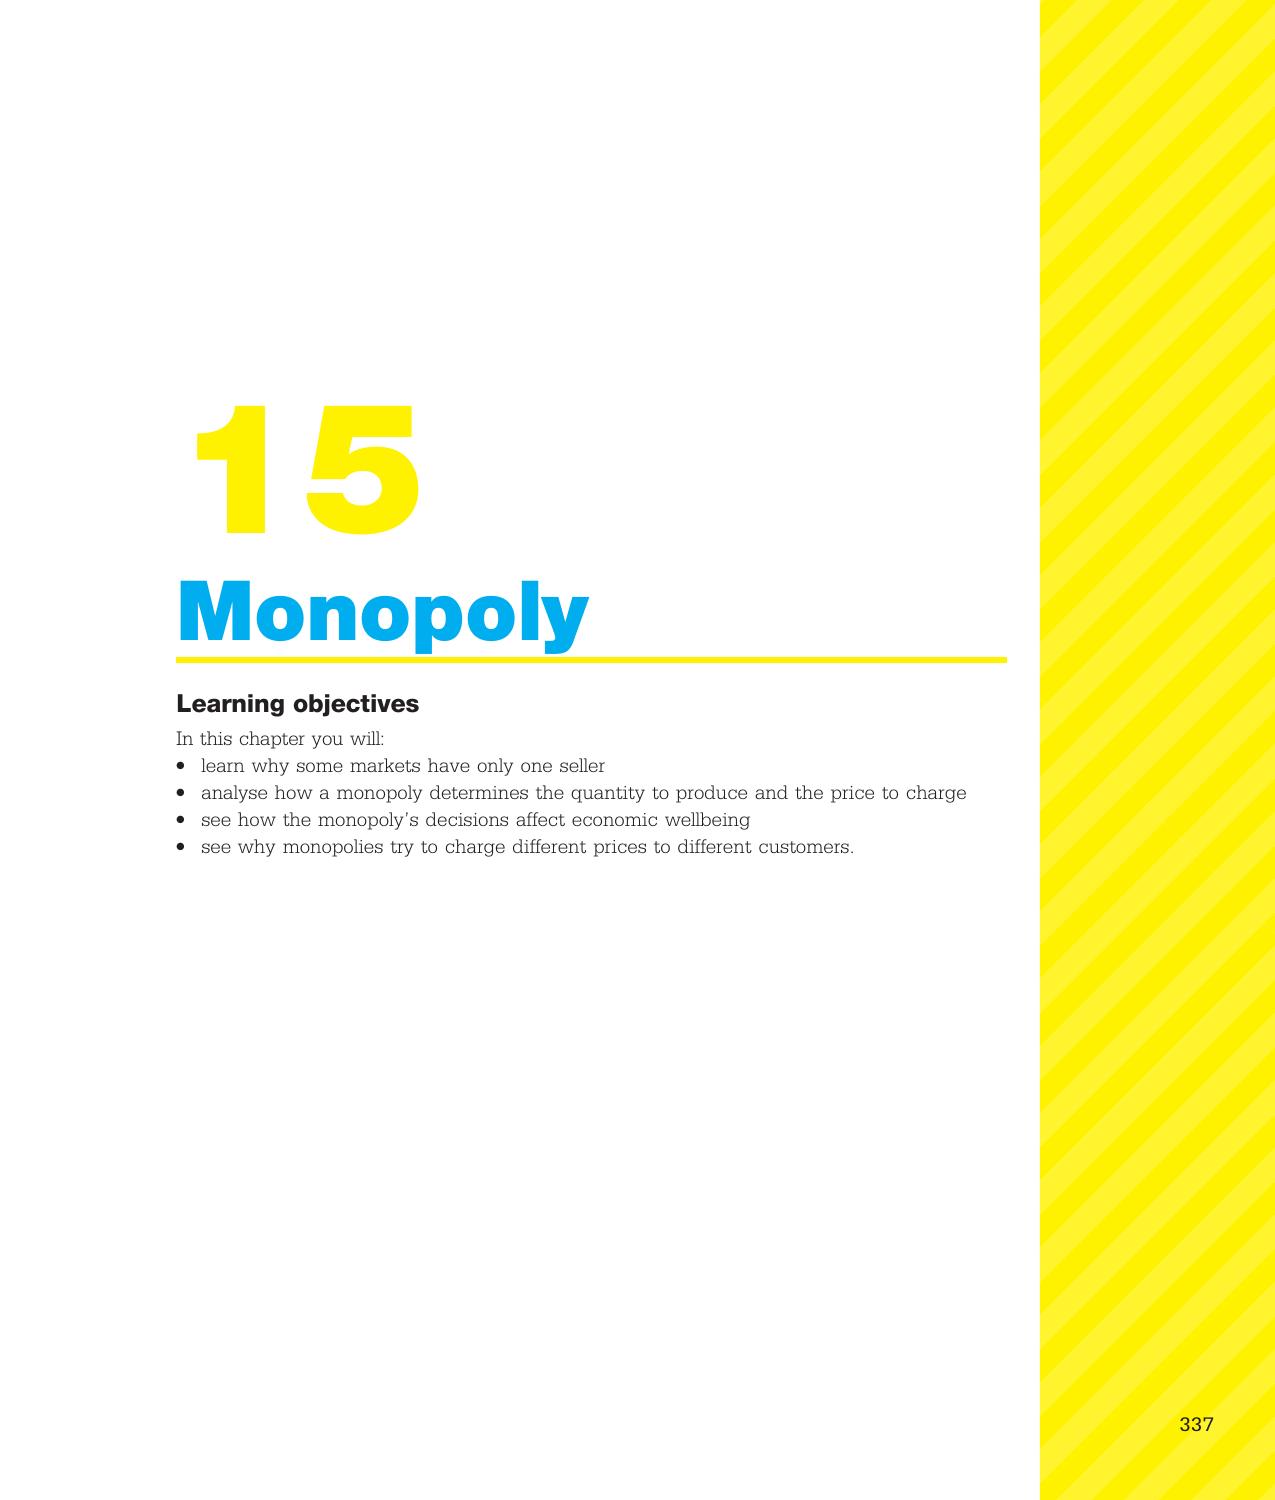 15
Monopoly
Learning objectives
In this chapter you will:
• learn why some markets have only one seller
• analyse how a monopoly determines the quantity to produce and the price to charge
• see how the monopoly's decisions affect economic wellbeing
• see why monopolies try to charge different prices to different customers.
337